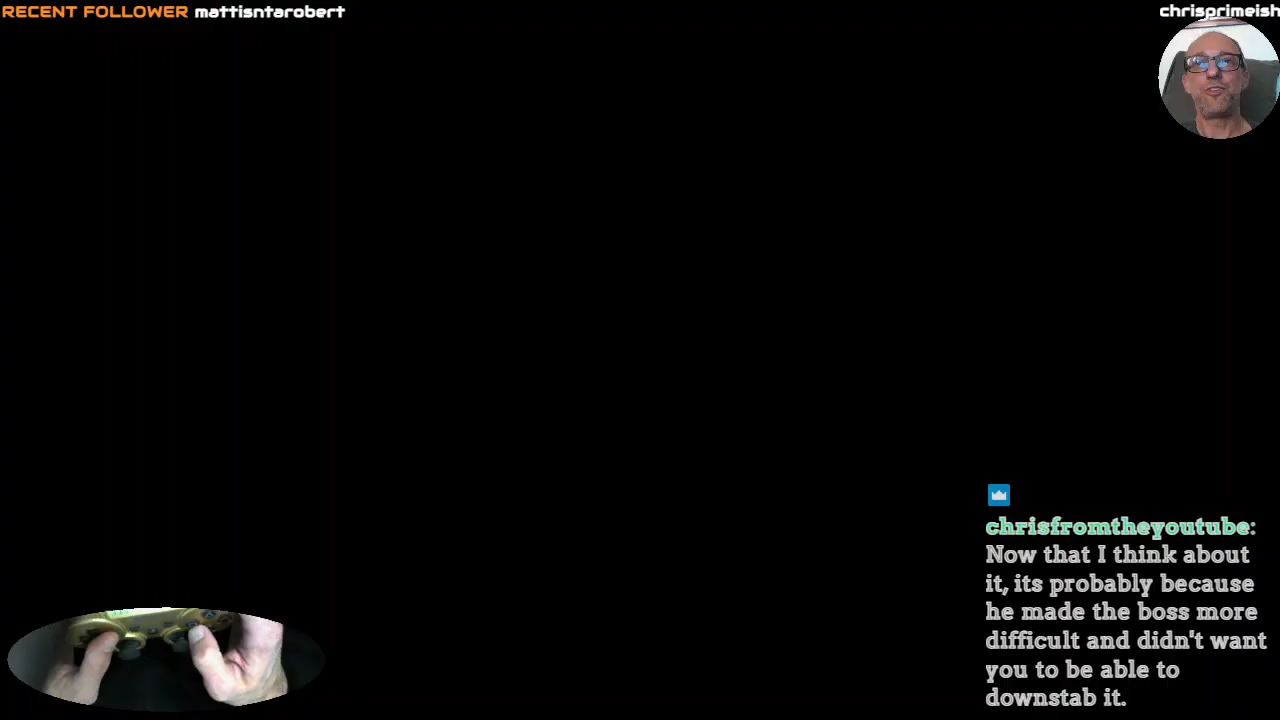 RECENT FOLLOWER mattisntarobert
chrisprimeish
chrisfromtheyoutube:
Now that I think about
it, its probably because
he made the boss more
difficult and didn't want
you to be able to
downstab it.